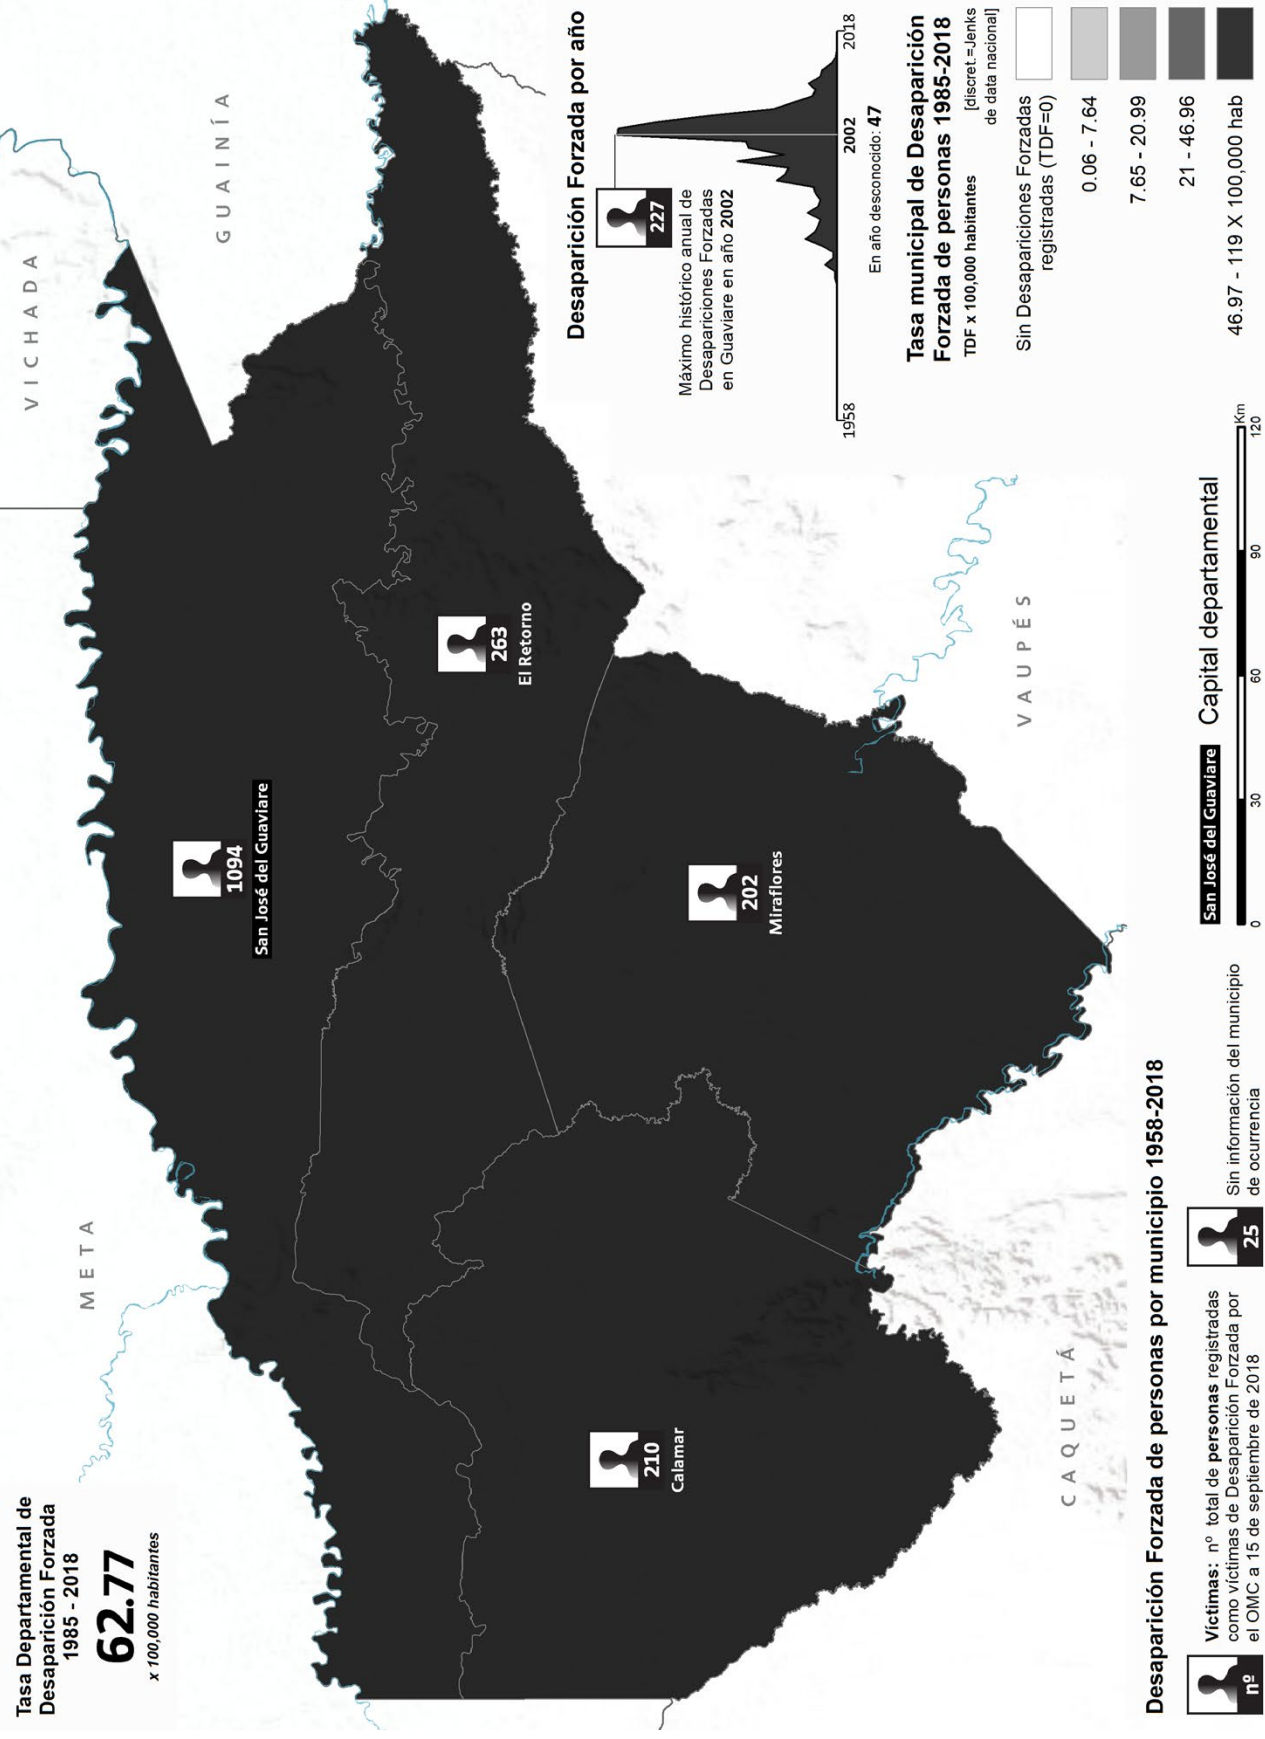 Tasa Departamental de
Desaparición Forzada
1985 - 2018
62.77
x 100,000 habitantes
META
VICHADA
GUAINÍA
1094
San José del Guaviare
263
El Retorno
210
Calamar
202
Miraflores
CAQUETÁ
VAUPÉS
Desaparición Forzada por año
227
Máximo histórico anual de
Desapariciones Forzadas
en Guaviare en año 2002
1958
2002
2018
En año desconocido: 47
Tasa municipal de Desaparición
Forzada de personas 1985-2018
TDF x 100,000 habitantes
[discret.=Jenks
de data nacional]
Sin Desapariciones Forzadas
registradas (TDF=0)
0.06 - 7.64
7.65 - 20.99
21 - 46.96
46.97 - 119 X 100,000 hab
Desaparición Forzada de personas por municipio 1958-2018
nº
Víctimas: nº total de personas registradas
como víctimas de Desaparición Forzada por
el OMC a 15 de septiembre de 2018
25
Sin información del municipio
de ocurrencia
San José del Guaviare Capital departamental
0 30 60 90 120
Km